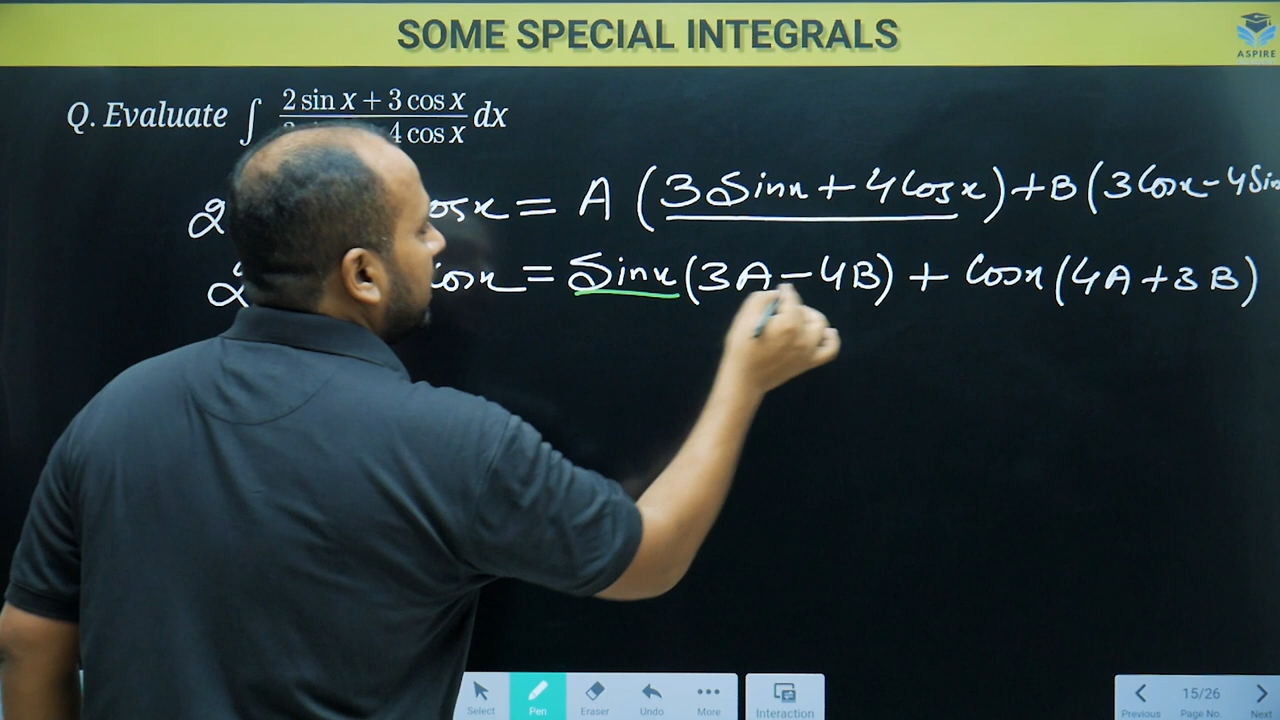 SOME SPECIAL INTEGRALS
ASPIRE
Q. Evaluate ∫ 2 sin x + 3 cos x dx
4 cos x
2 osx = A (3 Sinx + 4 Cosx) + B (3 Cosx - 4 Sin
2 Cosx = Sinx (3A - 4B) + Cosx (4A + 3B)
Select Pen Eraser Undo More Interaction
Previous 15/26 Page No. Next